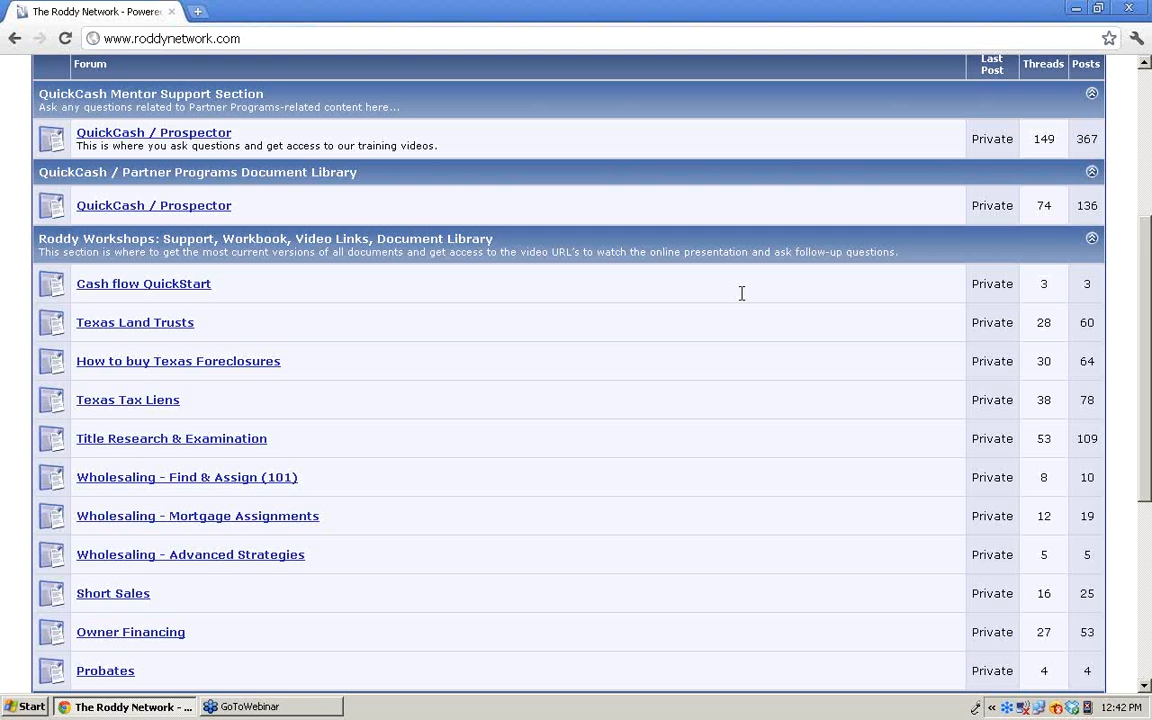 The Roddy Network - Powere
www.roddynetwork.com
Forum
Last Post
Threads
Posts
QuickCash Mentor Support Section
Ask any questions related to Partner Programs-related content here...
QuickCash / Prospector
This is where you ask questions and get access to our training videos.
Private 149 367
QuickCash / Partner Programs Document Library
QuickCash / Prospector Private 74 136
Roddy Workshops: Support, Workbook, Video Links, Document Library
This section is where to get the most current versions of all documents and get access to the video URL's to watch the online presentation and ask follow-up questions.
Cash flow QuickStart Private 3 3
Texas Land Trusts Private 28 60
How to buy Texas Foreclosures Private 30 64
Texas Tax Liens Private 38 78
Title Research & Examination Private 53 109
Wholesaling - Find & Assign (101) Private 8 10
Wholesaling - Mortgage Assignments Private 12 19
Wholesaling - Advanced Strategies Private 5 5
Short Sales Private 16 25
Owner Financing Private 27 53
Probates Private 4 4
Start The Roddy Network - ... GoToWebinar 12:42 PM